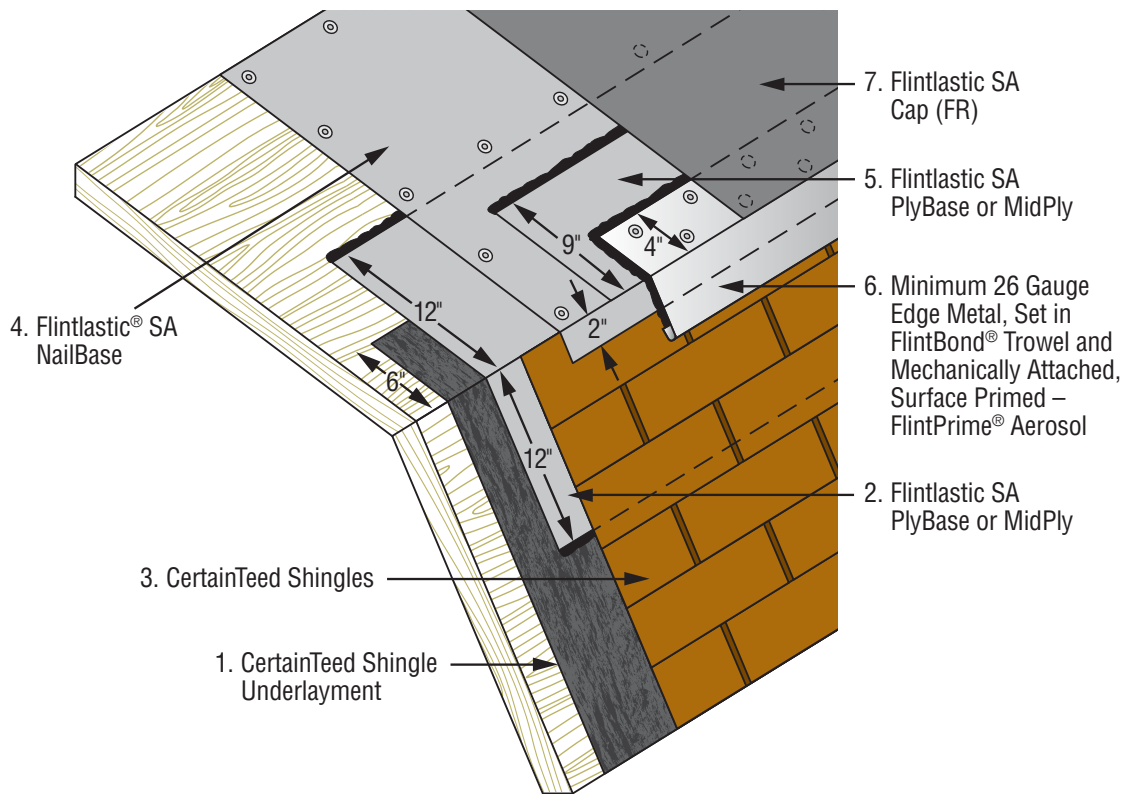 7. Flintlastic SA
Cap (FR)
5. Flintlastic SA
PlyBase or MidPly
9"
4"
6. Minimum 26 Gauge
Edge Metal, Set in
FlintBond® Trowel and
Mechanically Attached,
Surface Primed –
FlintPrime® Aerosol
12"
2"
4. Flintlastic® SA
NailBase
6"
12"
2. Flintlastic SA
PlyBase or MidPly
3. CertainTeed Shingles
1. CertainTeed Shingle
Underlayment